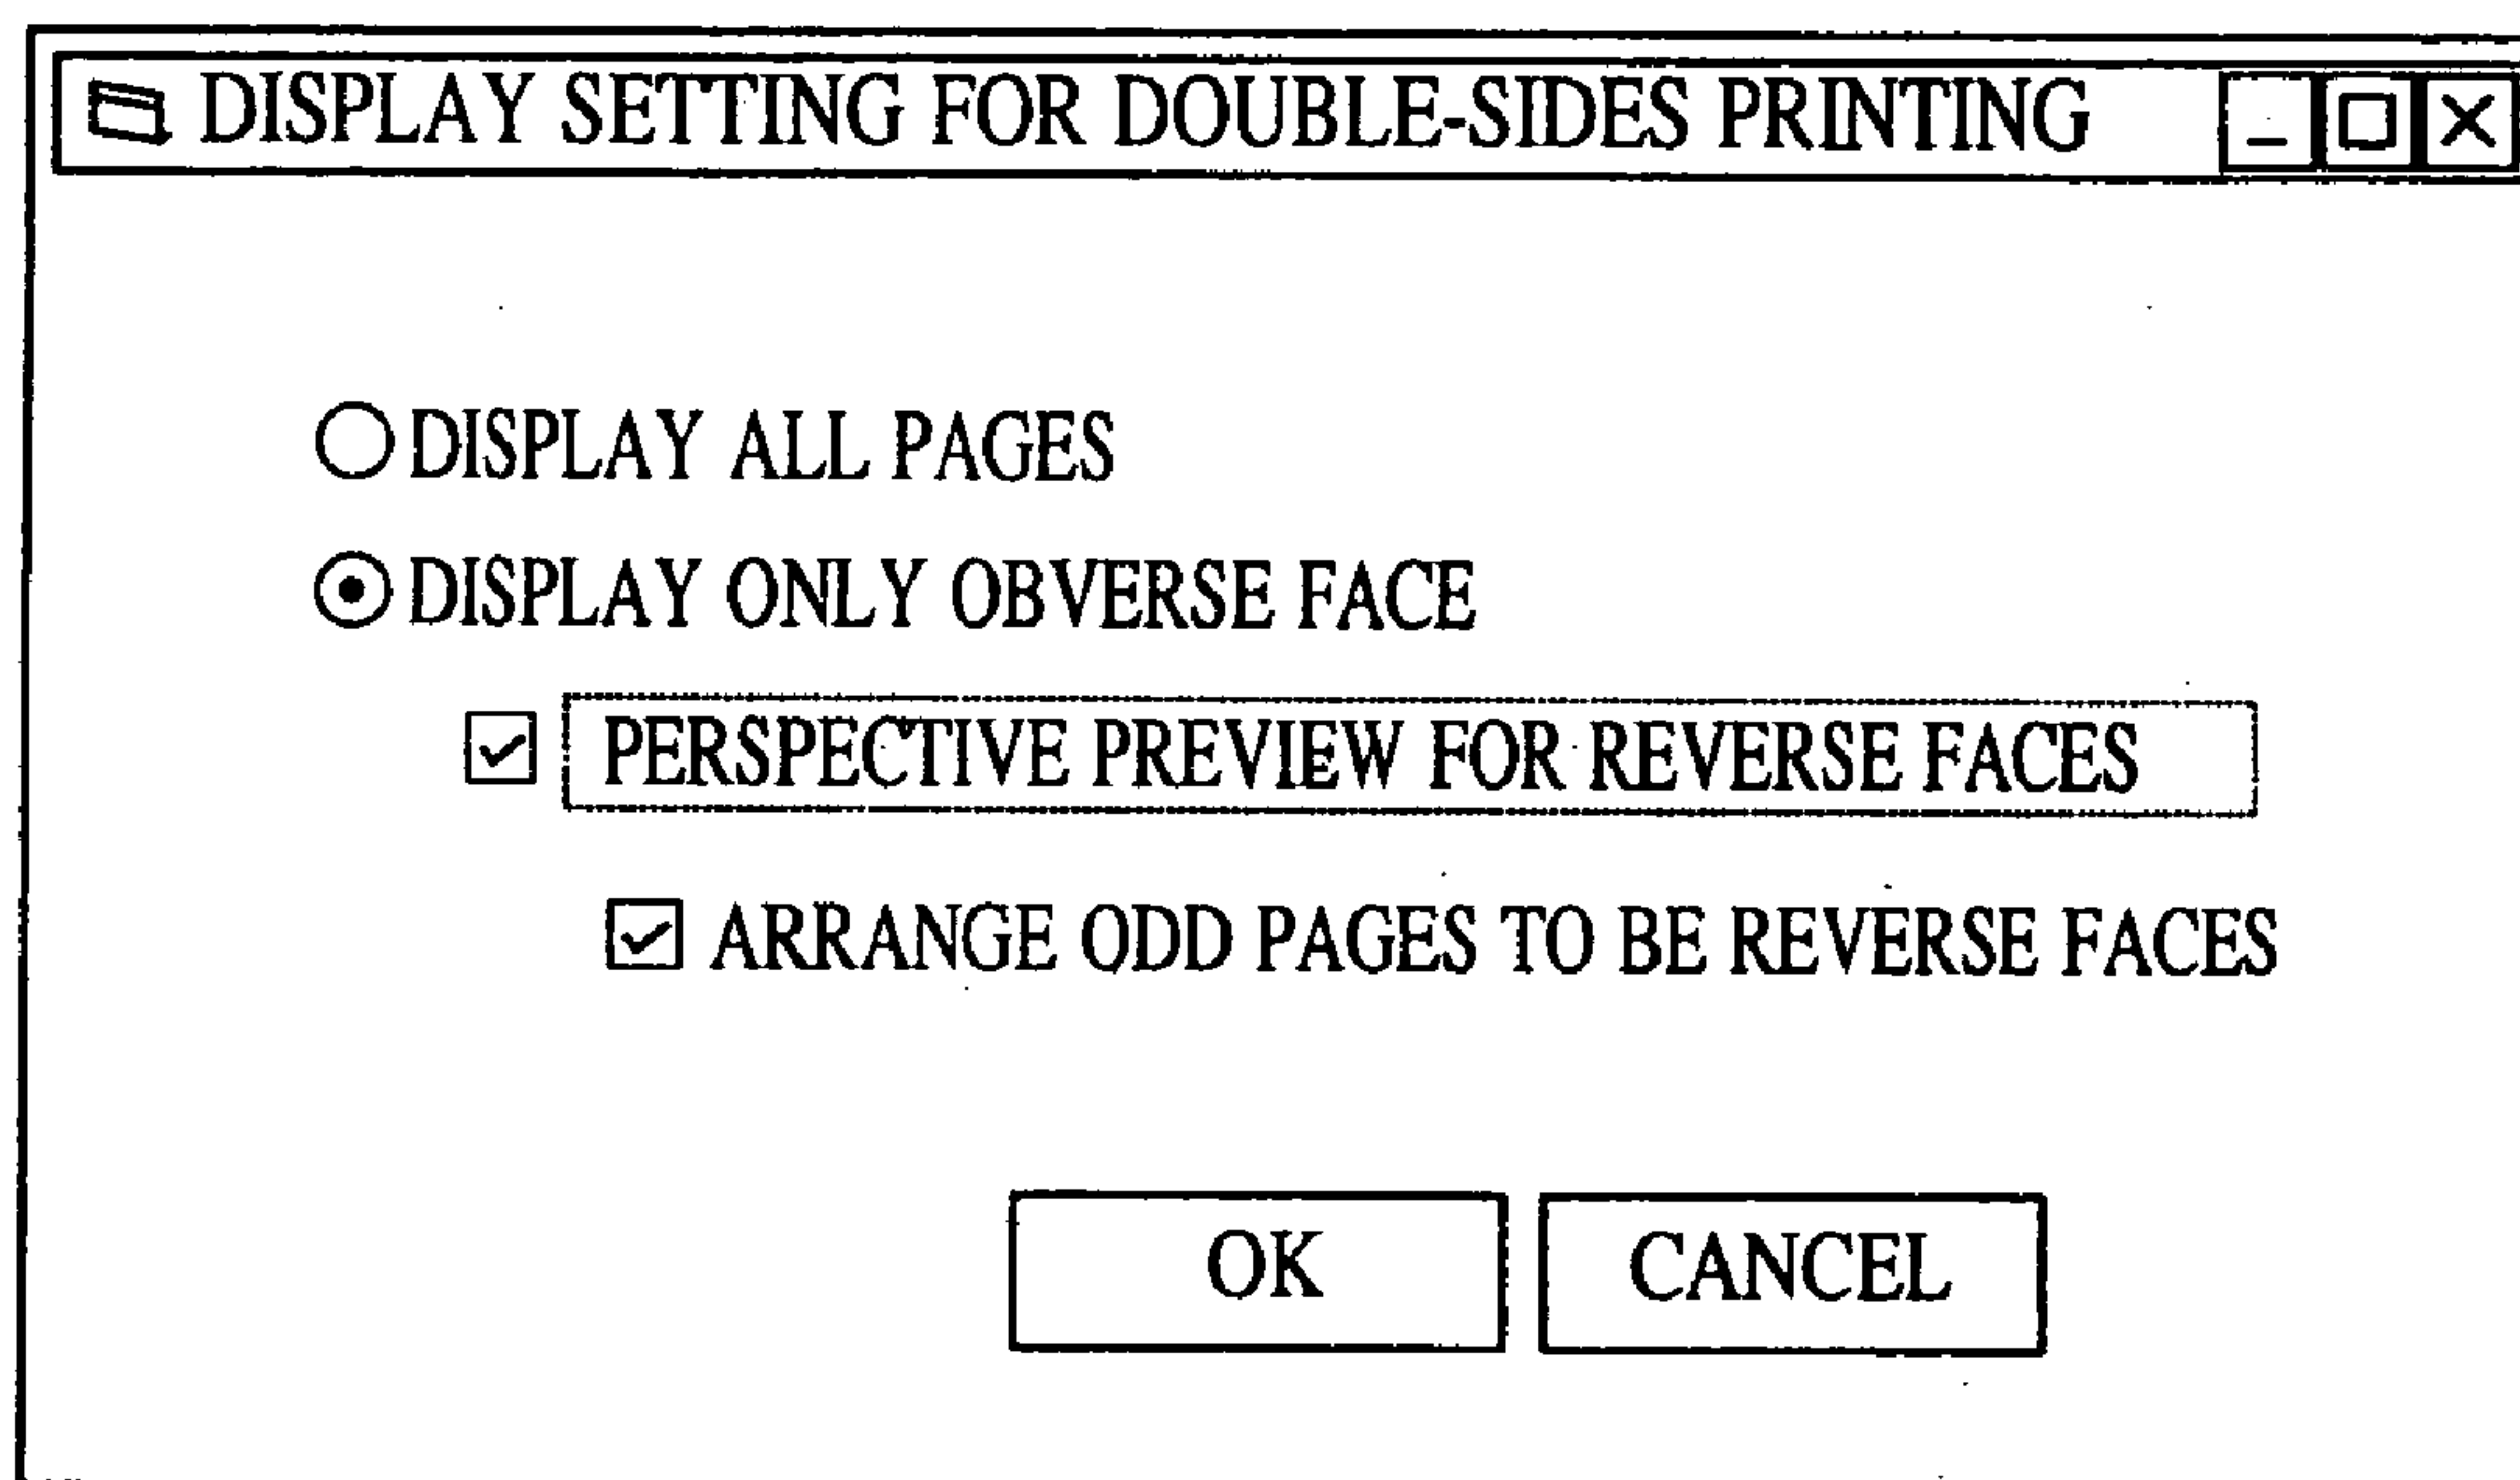 DISPLAY SETTING FOR DOUBLE-SIDES PRINTING
DISPLAY ALL PAGES
DISPLAY ONLY OBVERSE FACE
PERSPECTIVE PREVIEW FOR REVERSE FACES
ARRANGE ODD PAGES TO BE REVERSE FACES
OK CANCEL